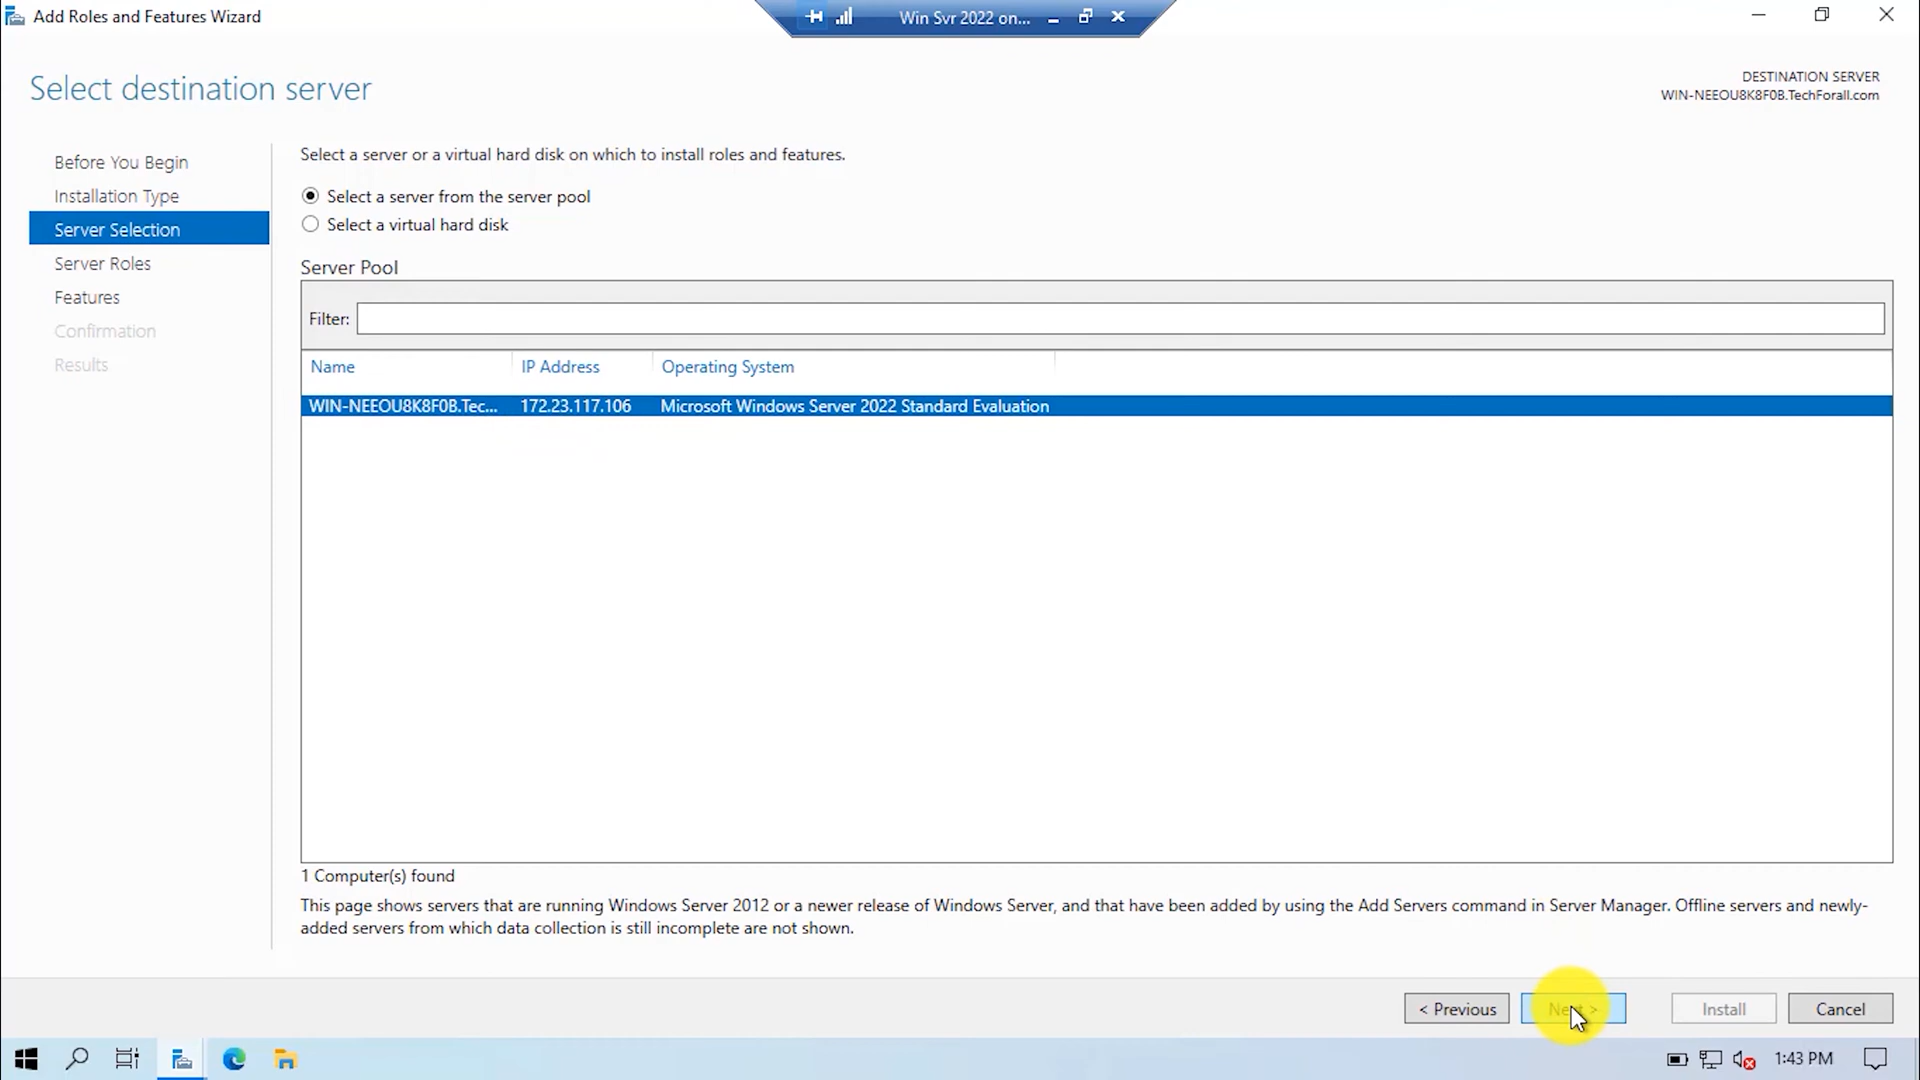 Add Roles and Features Wizard
Win Svr 2022 on...
Select destination server
DESTINATION SERVER
WIN-NEEOU8K8F0B.TechForall.com
Before You Begin
Installation Type
Server Selection
Server Roles
Features
Confirmation
Results
Select a server or a virtual hard disk on which to install roles and features.
Select a server from the server pool
Select a virtual hard disk
Server Pool
Filter:
Name IP Address Operating System
WIN-NEEOU8K8F0B.Tec... 172.23.117.106 Microsoft Windows Server 2022 Standard Evaluation
1 Computer(s) found
This page shows servers that are running Windows Server 2012 or a newer release of Windows Server, and that have been added by using the Add Servers command in Server Manager. Offline servers and newly-
added servers from which data collection is still incomplete are not shown.
< Previous Next > Install Cancel
1:43 PM